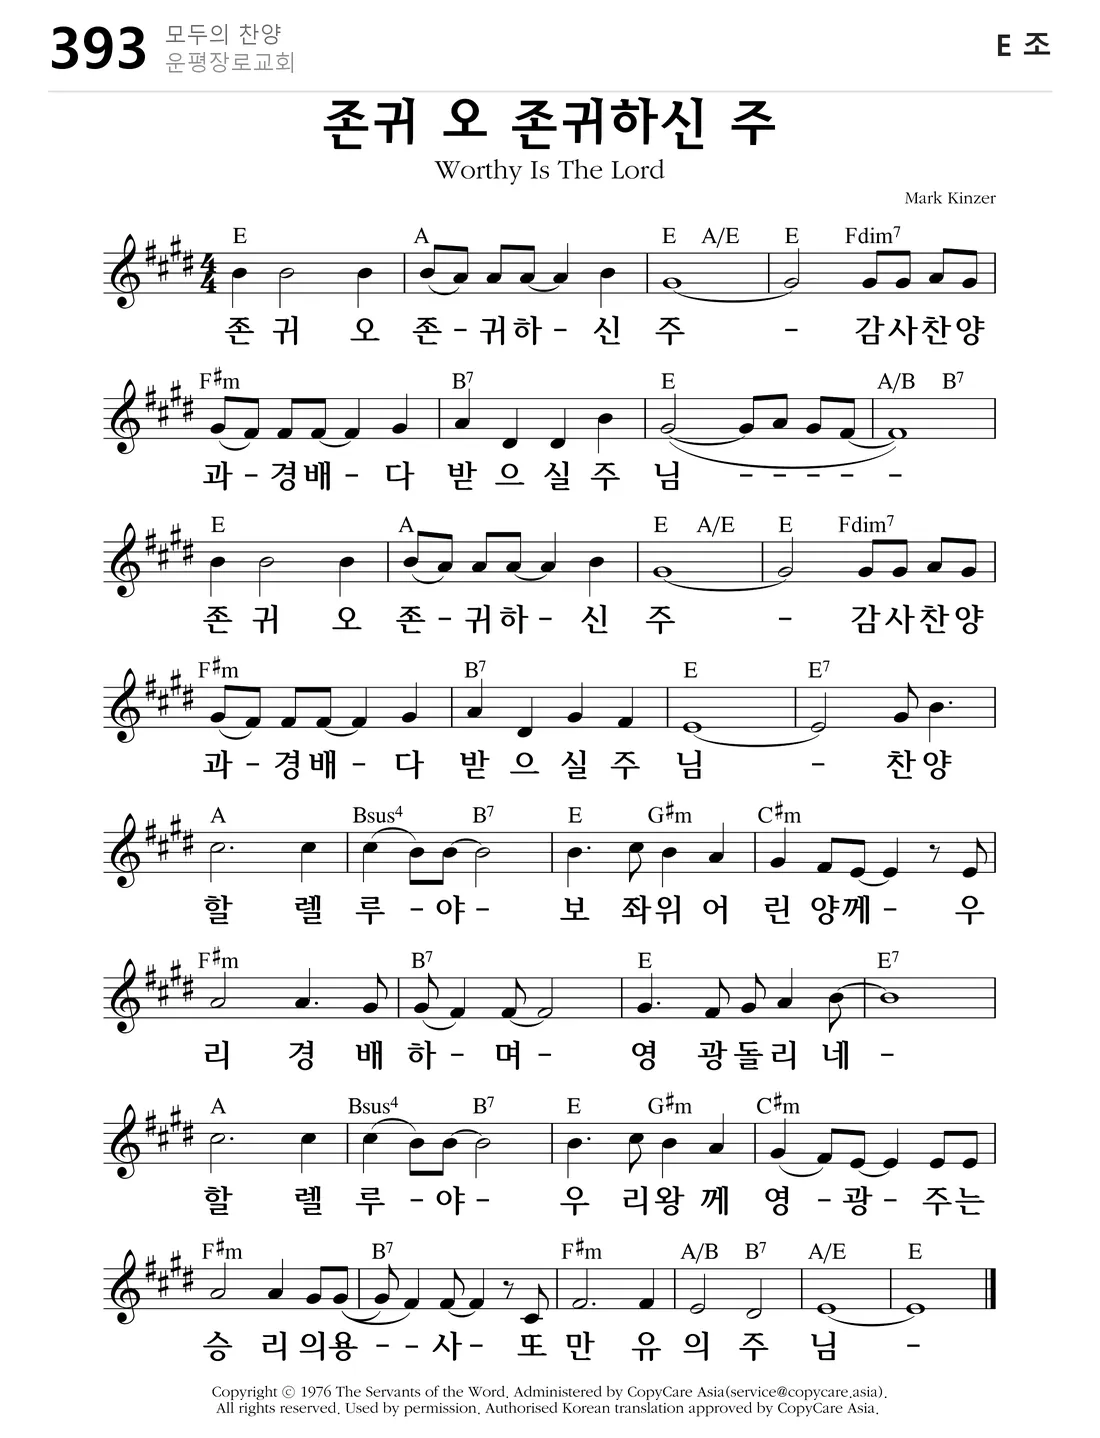 393 모두의 찬양
운평장로교회
E 조
존귀 오 존귀하신 주
Worthy Is The Lord
Mark Kinzer
E A E A/E E Fdim7
존 귀 오 존 - 귀 하 - 신 주 - 감 사 찬 양
F#m B7 E A/B B7
과 - 경 배 - 다 받 으 실 주 님 - - - - -
E A E A/E E Fdim7
존 귀 오 존 - 귀 하 - 신 주 - 감 사 찬 양
F#m B7 E E7
과 - 경 배 - 다 받 으 실 주 님 - 찬 양
A Bsus4 B7 E G#m C#m
할 렐 루 - 야 - 보 좌 위 어 린 양 께 - 우
F#m B7 E E7
리 경 배 하 - 며 - 영 광 돌 리 네 -
A Bsus4 B7 E G#m C#m
할 렐 루 - 야 - 우 리 왕 께 영 - 광 - 주 는
F#m B7 F#m A/B B7 A/E E
승 리 의 용 - - 사 - 또 만 유 의 주 님 -
Copyright ⓒ 1976 The Servants of the Word. Administered by CopyCare Asia(service@copycare.asia).
All rights reserved. Used by permission. Authorised Korean translation approved by CopyCare Asia.